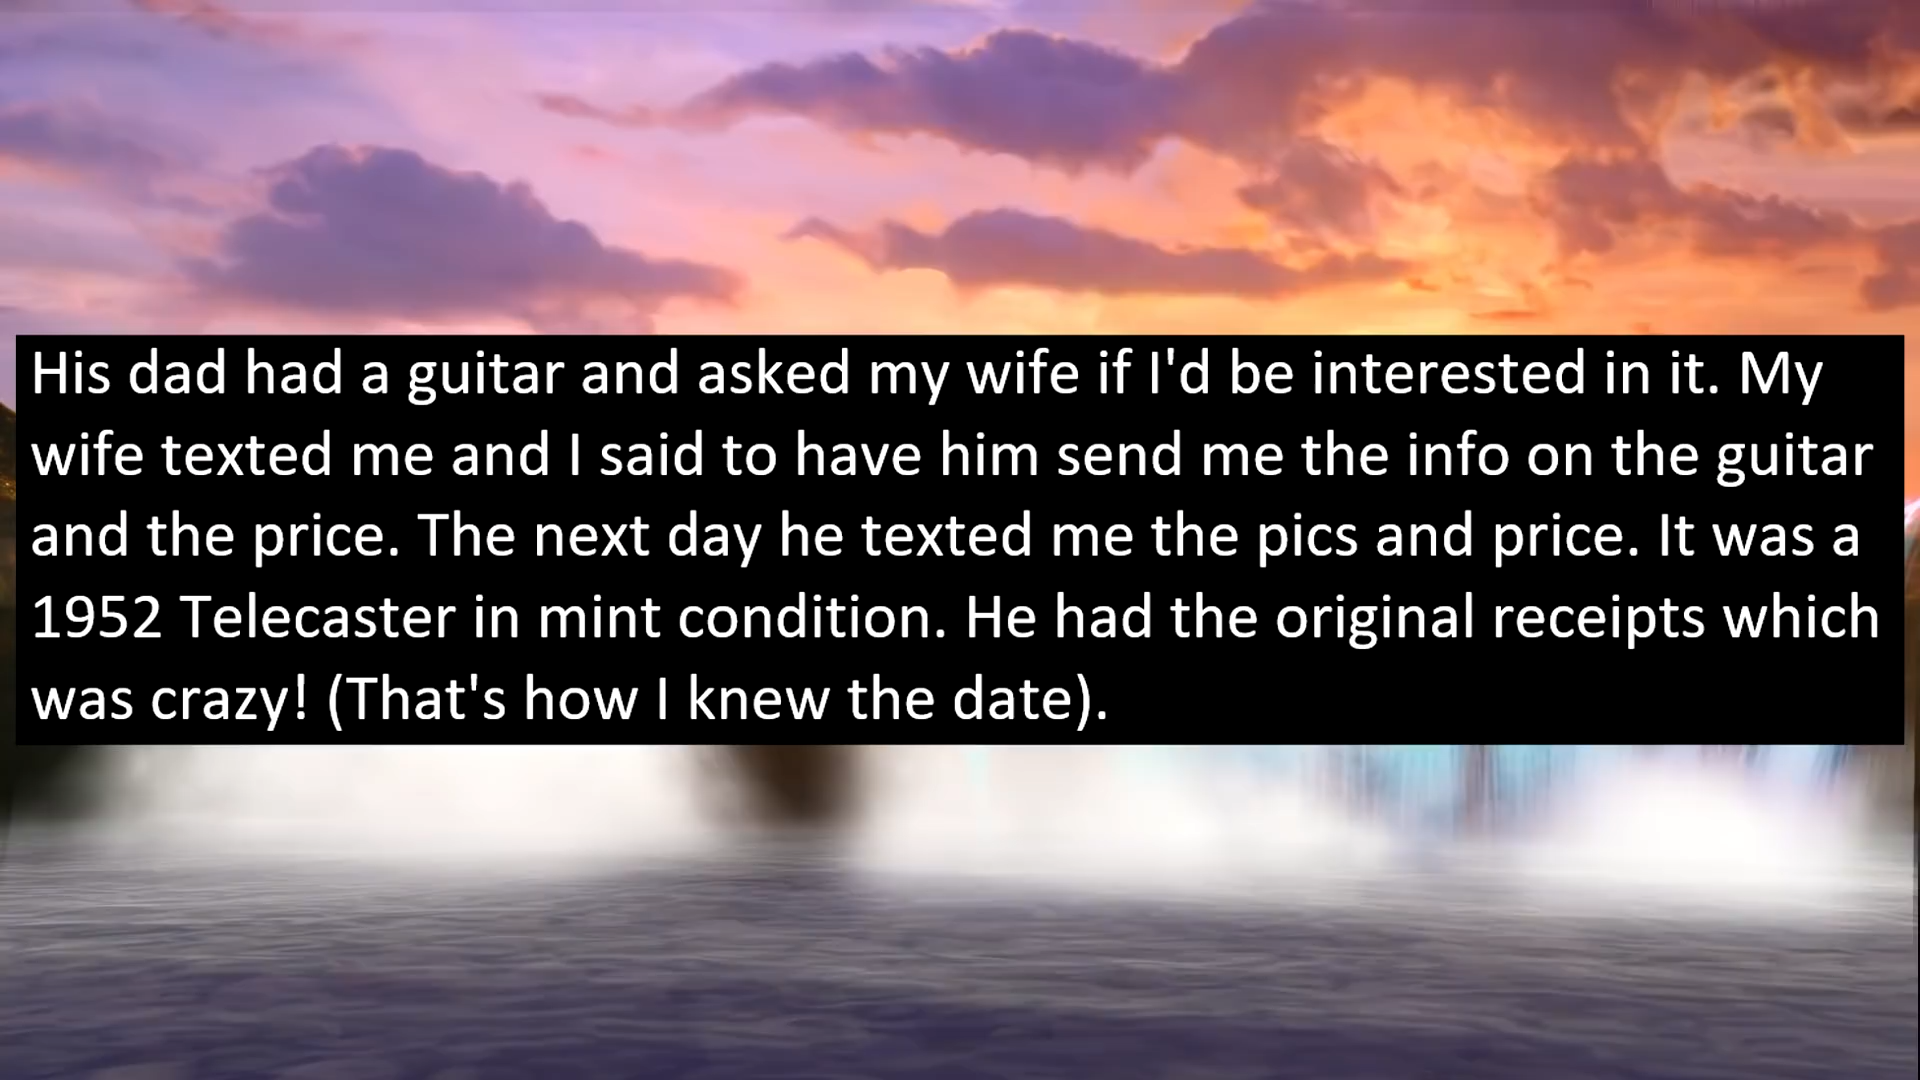 His dad had a guitar and asked my wife if I'd be interested in it. My
wife texted me and I said to have him send me the info on the guitar
and the price. The next day he texted me the pics and price. It was a
1952 Telecaster in mint condition. He had the original receipts which
was crazy! (That's how I knew the date).